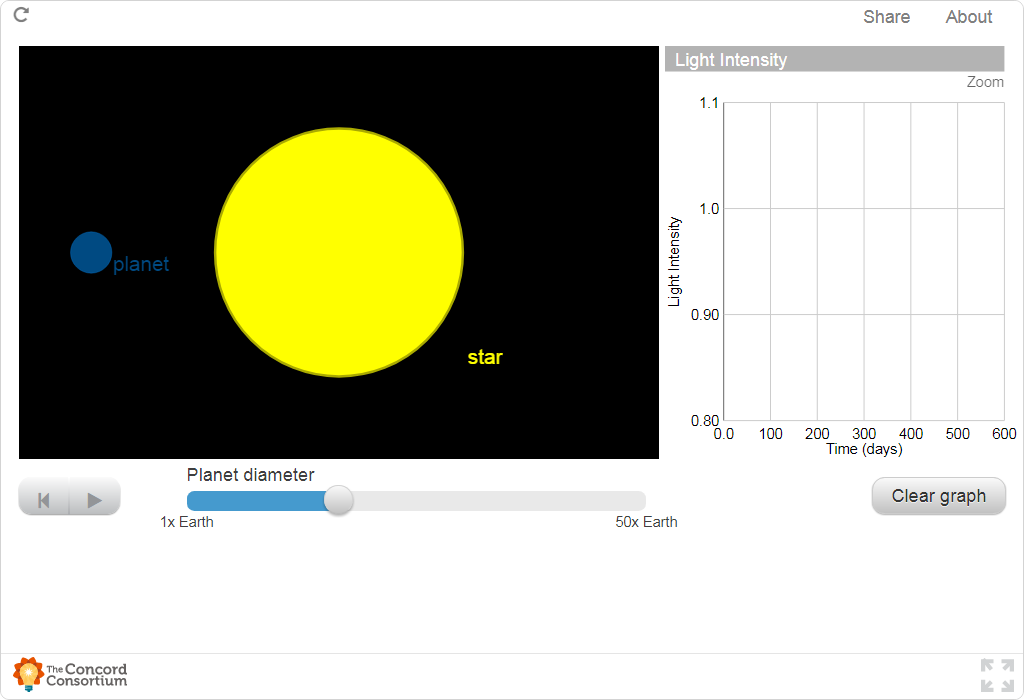 Share About
Light Intensity
Zoom
planet
star
Light Intensity
1.1
1.0
0.90
0.80
0.0 100 200 300 400 500 600
Time (days)
Planet diameter
1x Earth 50x Earth
Clear graph
The Concord
Consortium